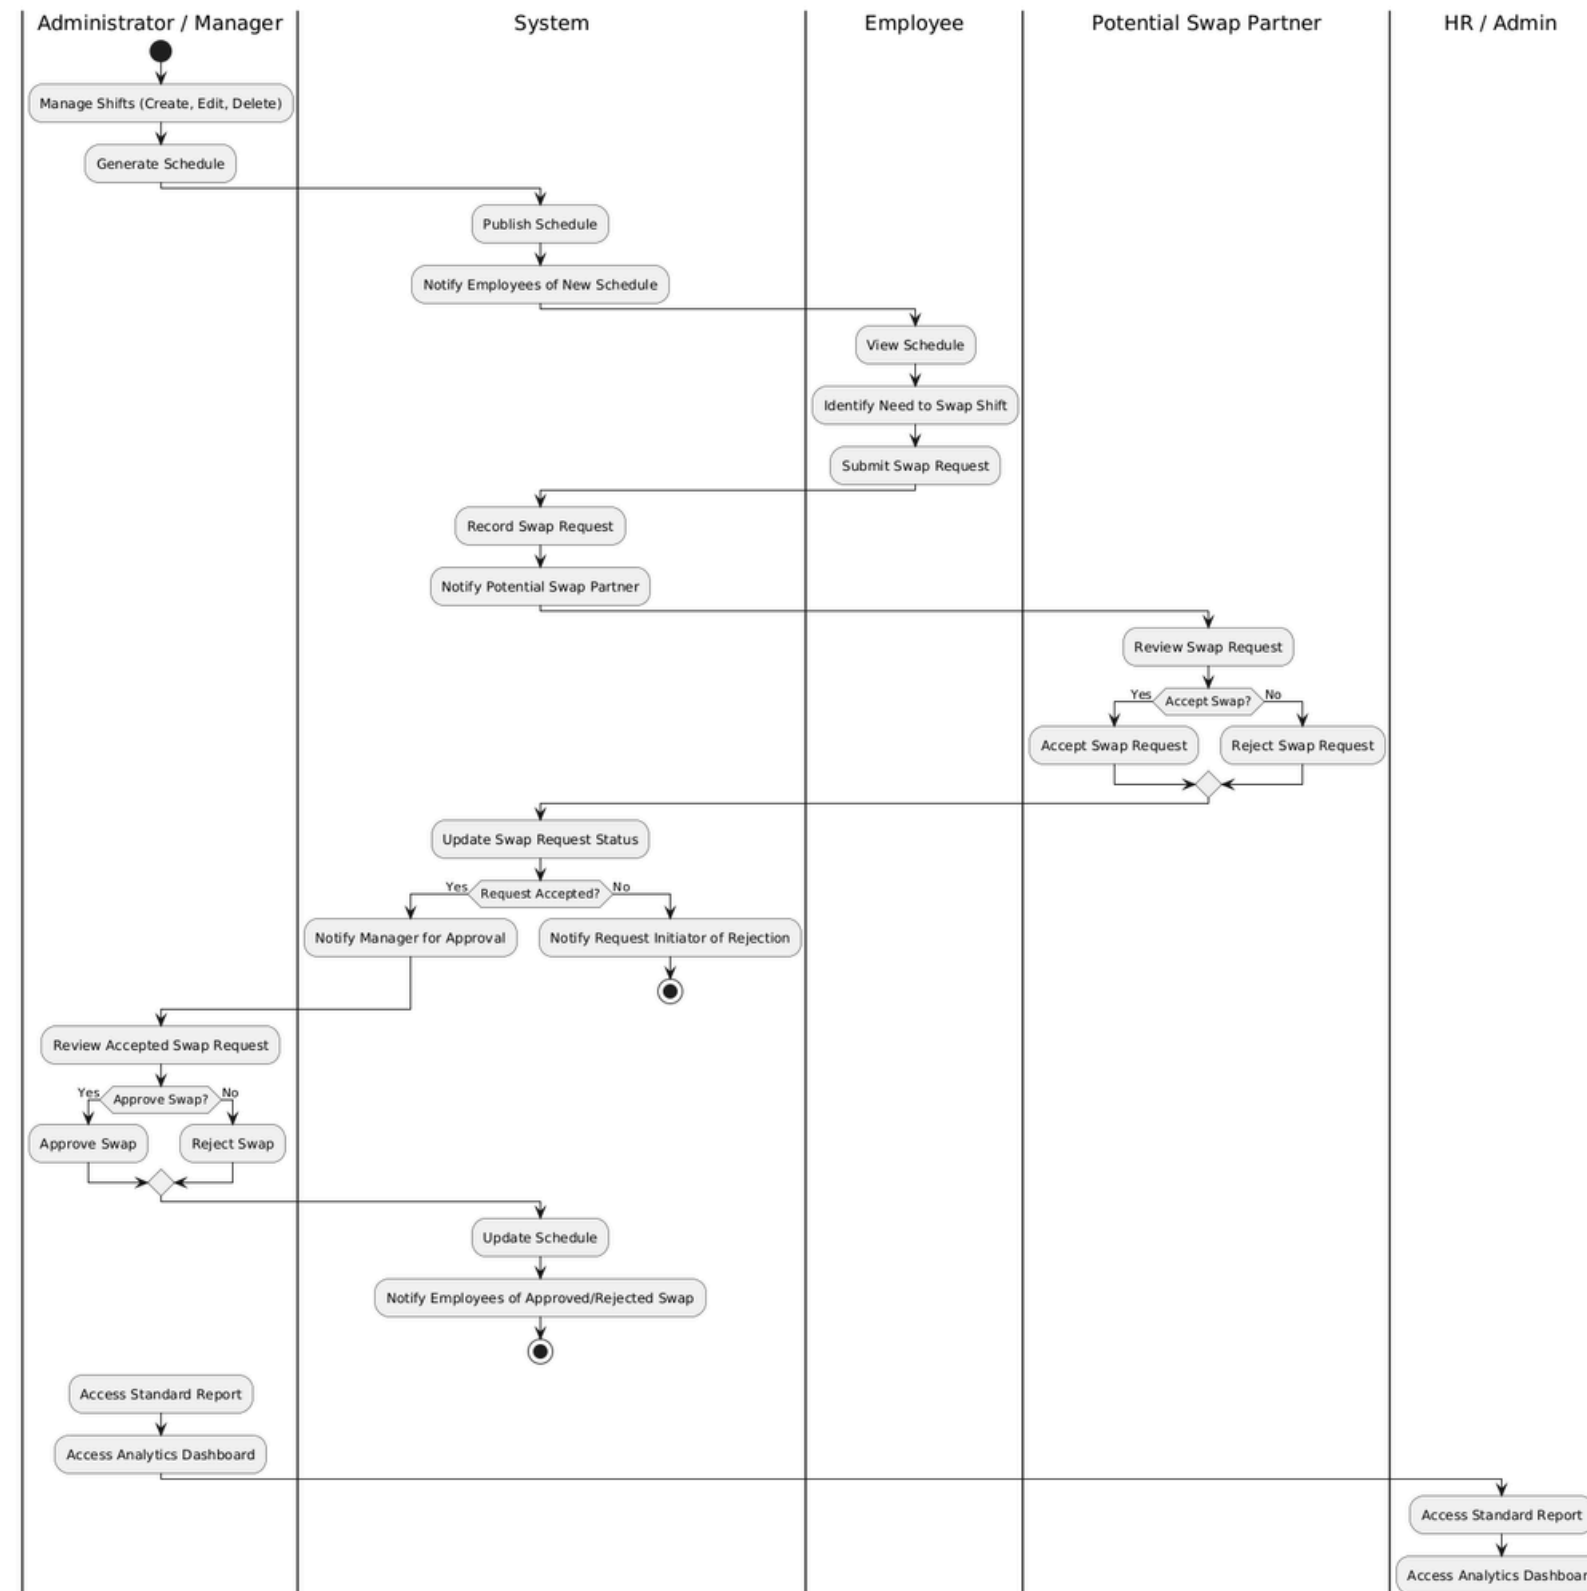 Administrator / Manager
System
Employee
Potential Swap Partner
HR / Admin
Manage Shifts (Create, Edit, Delete)
Generate Schedule
Publish Schedule
Notify Employees of New Schedule
View Schedule
Identify Need to Swap Shift
Submit Swap Request
Record Swap Request
Notify Potential Swap Partner
Review Swap Request
Yes
Accept Swap?
No
Accept Swap Request
Reject Swap Request
Update Swap Request Status
Yes
Request Accepted?
No
Notify Manager for Approval
Notify Request Initiator of Rejection
Review Accepted Swap Request
Yes
Approve Swap?
No
Approve Swap
Reject Swap
Update Schedule
Notify Employees of Approved/Rejected Swap
Access Standard Report
Access Analytics Dashboard
Access Standard Report
Access Analytics Dashboar